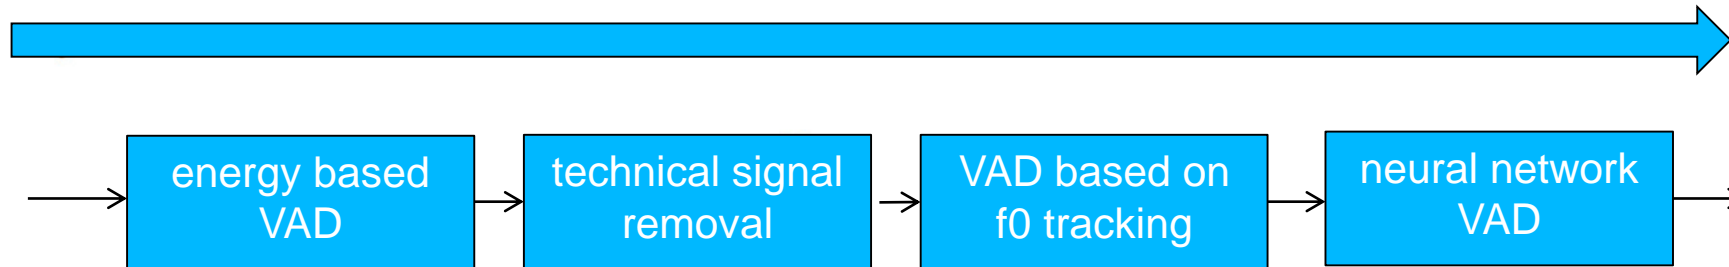 energy based
VAD
technical signal
removal
VAD based on
f0 tracking
neural network
VAD